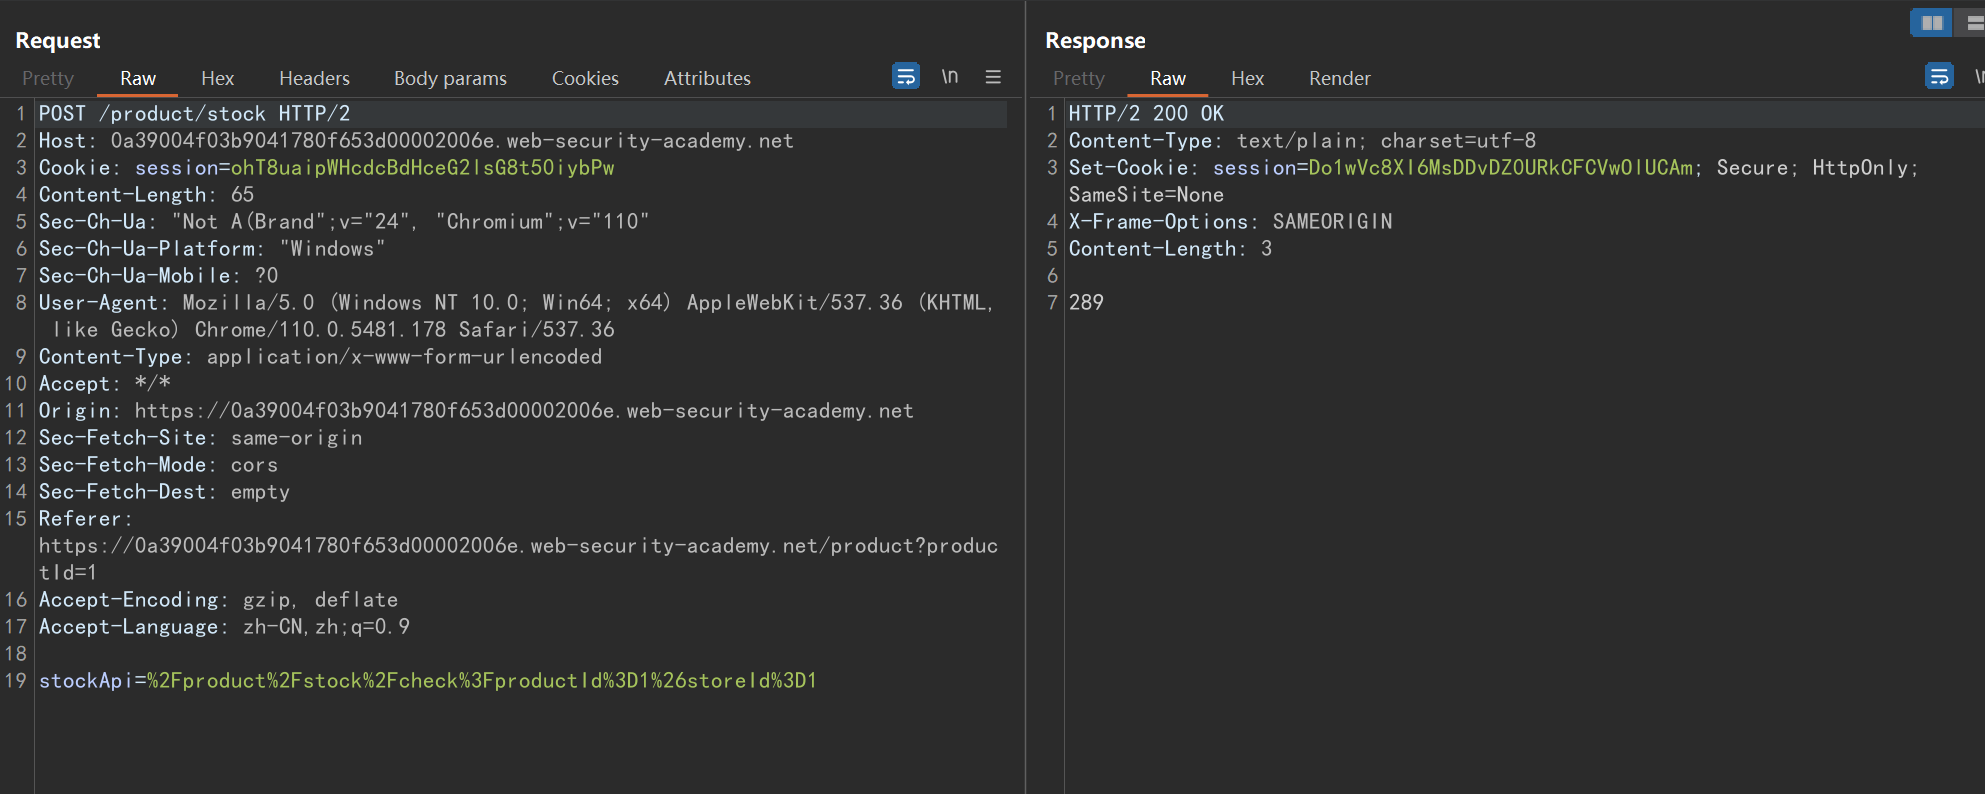 Request
Pretty Raw Hex Headers Body params Cookies Attributes \n
1 POST /product/stock HTTP/2
2 Host: 0a39004f03b9041780f653d00002006e.web-security-academy.net
3 Cookie: session=ohT8uaipWHcdcBdHceG2lsG8t50iybPw
4 Content-Length: 65
5 Sec-Ch-Ua: "Not A(Brand";v="24", "Chromium";v="110"
6 Sec-Ch-Ua-Platform: "Windows"
7 Sec-Ch-Ua-Mobile: ?0
8 User-Agent: Mozilla/5.0 (Windows NT 10.0; Win64; x64) AppleWebKit/537.36 (KHTML,
like Gecko) Chrome/110.0.5481.178 Safari/537.36
9 Content-Type: application/x-www-form-urlencoded
10 Accept: */*
11 Origin: https://0a39004f03b9041780f653d00002006e.web-security-academy.net
12 Sec-Fetch-Site: same-origin
13 Sec-Fetch-Mode: cors
14 Sec-Fetch-Dest: empty
15 Referer:
https://0a39004f03b9041780f653d00002006e.web-security-academy.net/product?produc
tId=1
16 Accept-Encoding: gzip, deflate
17 Accept-Language: zh-CN,zh;q=0.9
18
19 stockApi=%2Fproduct%2Fstock%2Fcheck%3FproductId%3D1%26storeId%3D1
Response
Pretty Raw Hex Render
1 HTTP/2 200 OK
2 Content-Type: text/plain; charset=utf-8
3 Set-Cookie: session=Do1wVc8Xl6MsDDvDZ0URkCFCVwOlUCAm; Secure; HttpOnly;
SameSite=None
4 X-Frame-Options: SAMEORIGIN
5 Content-Length: 3
6
7 289